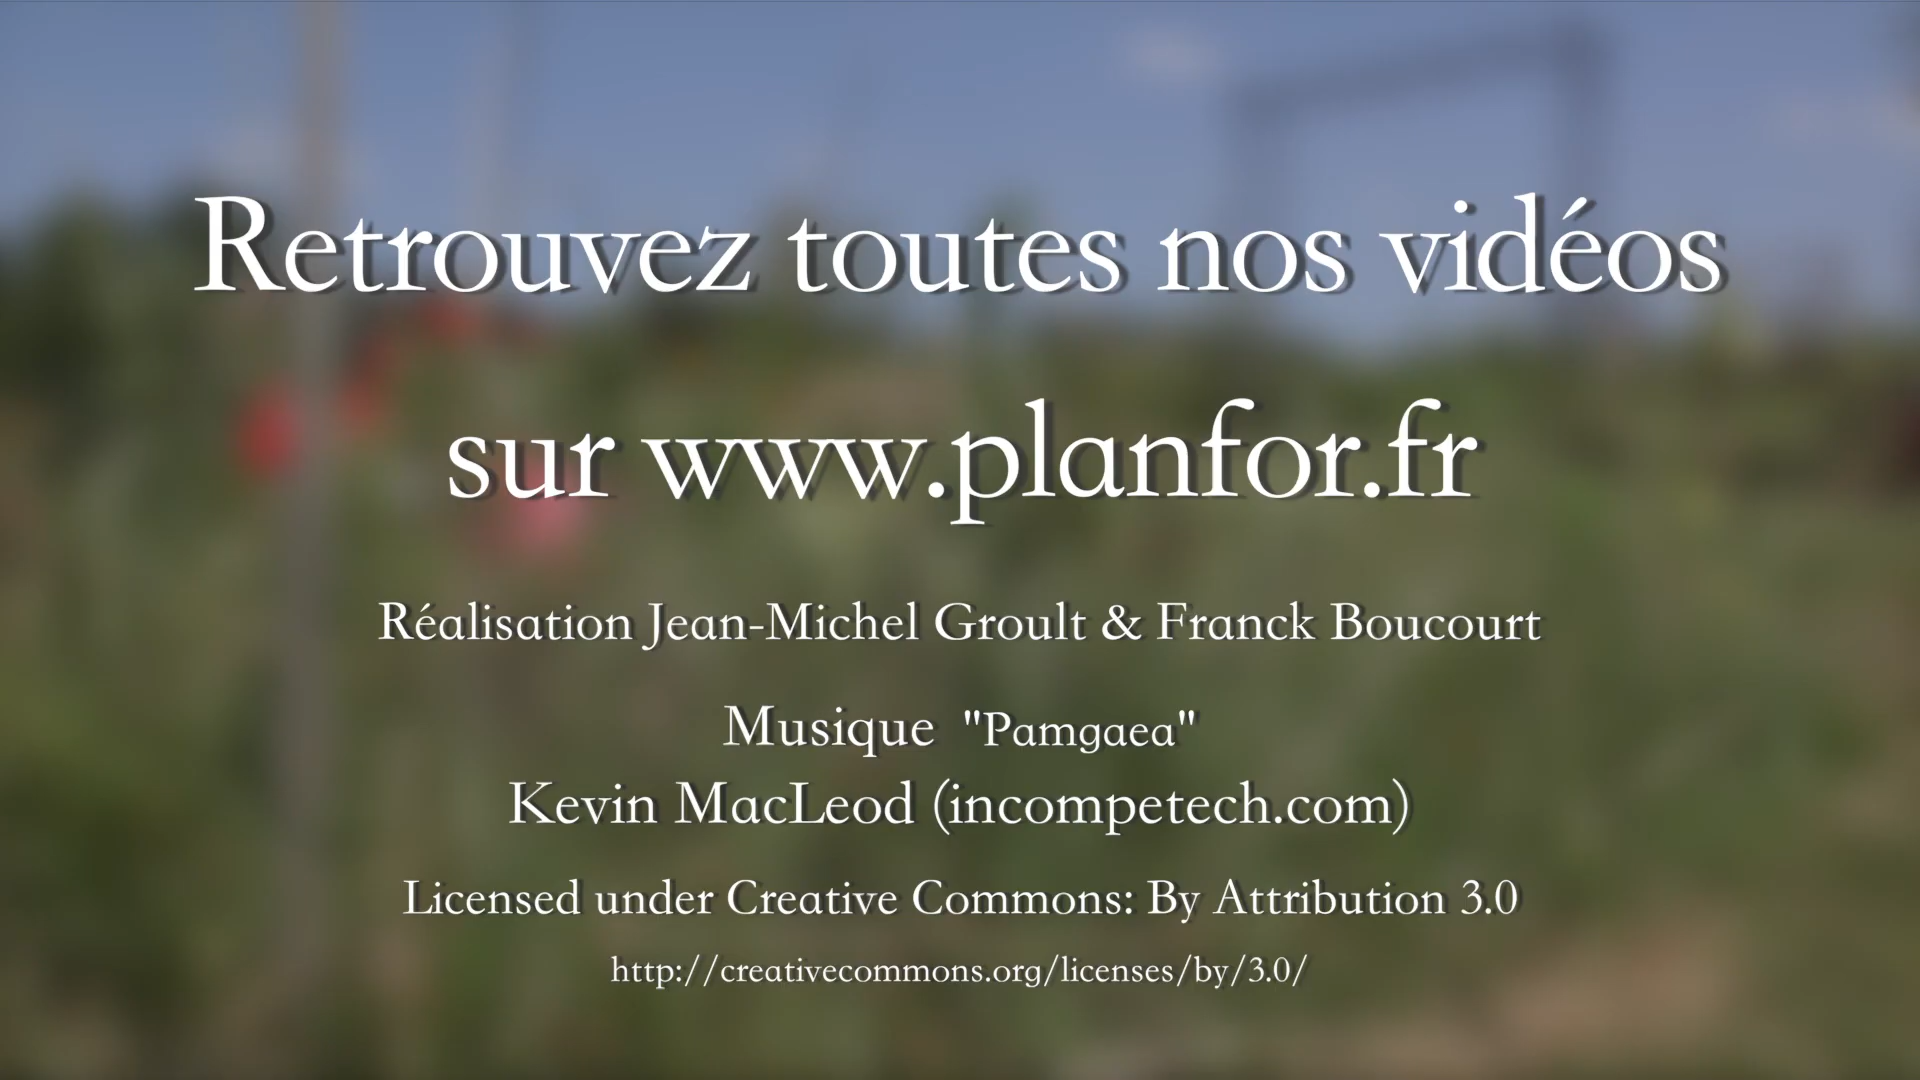 Retrouvez toutes nos vidéos
sur www.planfor.fr
Réalisation Jean-Michel Groult & Franck Boucourt
Musique "Pamgaea"
Kevin MacLeod (incompetech.com)
Licensed under Creative Commons: By Attribution 3.0
http://creativecommons.org/licenses/by/3.0/